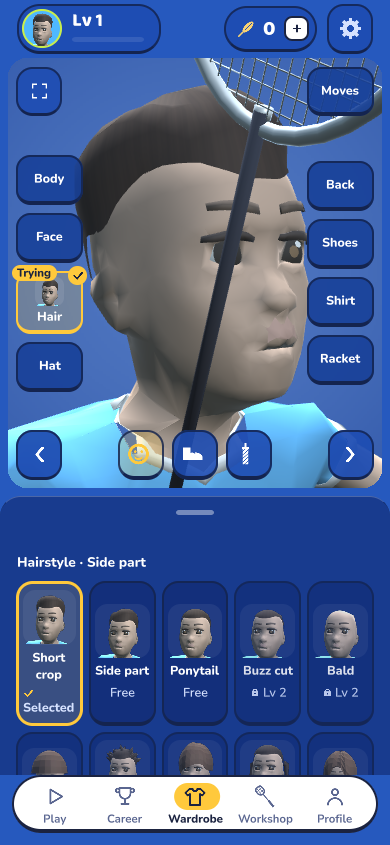 Lv 1
0
+
Moves
Body
Back
Face
Shoes
Trying
Hair
Shirt
Hat
Racket
Hairstyle · Side part
Short crop
Selected
Side part
Free
Ponytail
Free
Buzz cut
Lv 2
Bald
Lv 2
Play
Career
Wardrobe
Workshop
Profile